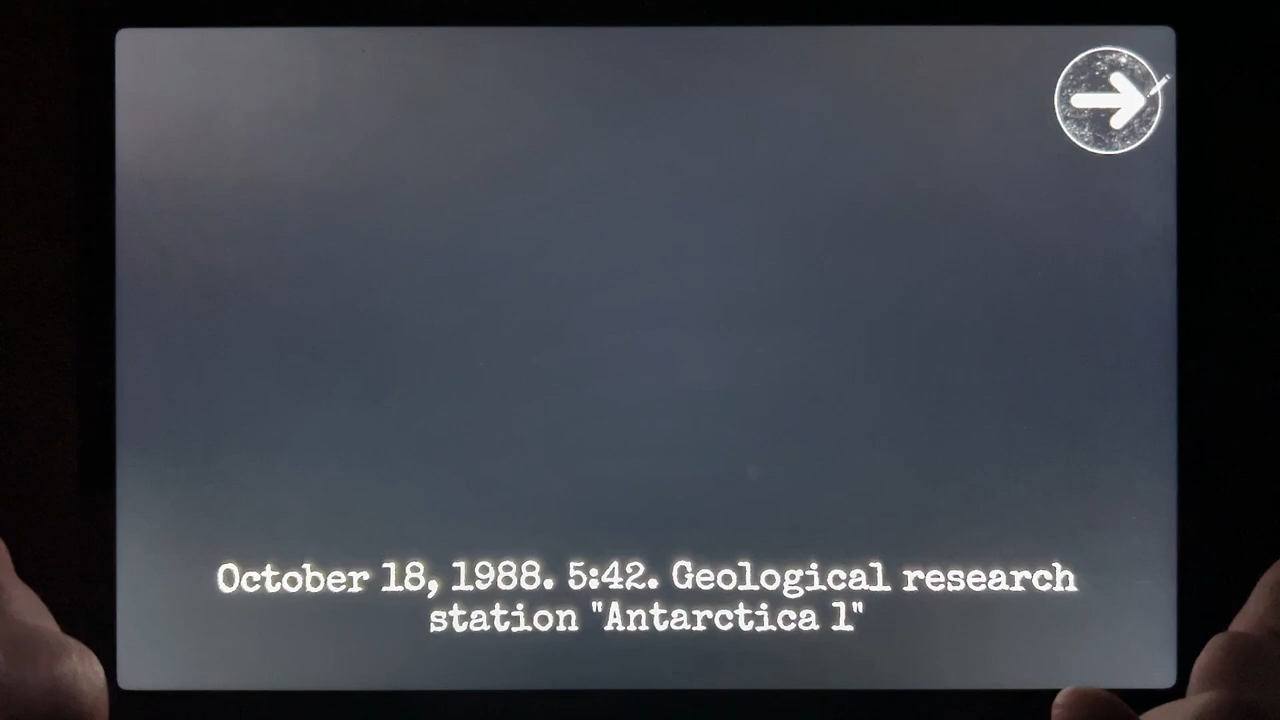 October 18, 1988. 5:42. Geological research
station "Antarctica 1"